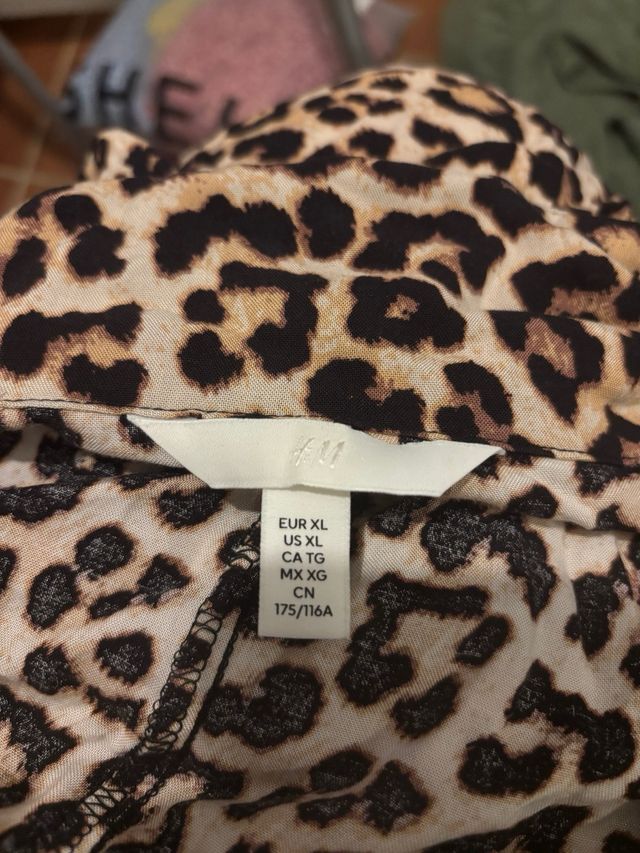 H&M
EUR XL
US XL
CA TG
MX XG
CN
175/116A